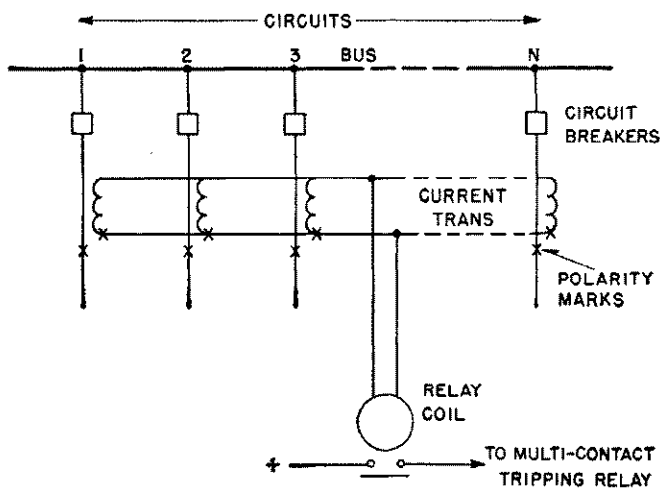 CIRCUITS
1 2 3 BUS N
CIRCUIT
BREAKERS
CURRENT
TRANS
POLARITY
MARKS
RELAY
COIL
+
TO MULTI-CONTACT
TRIPPING RELAY